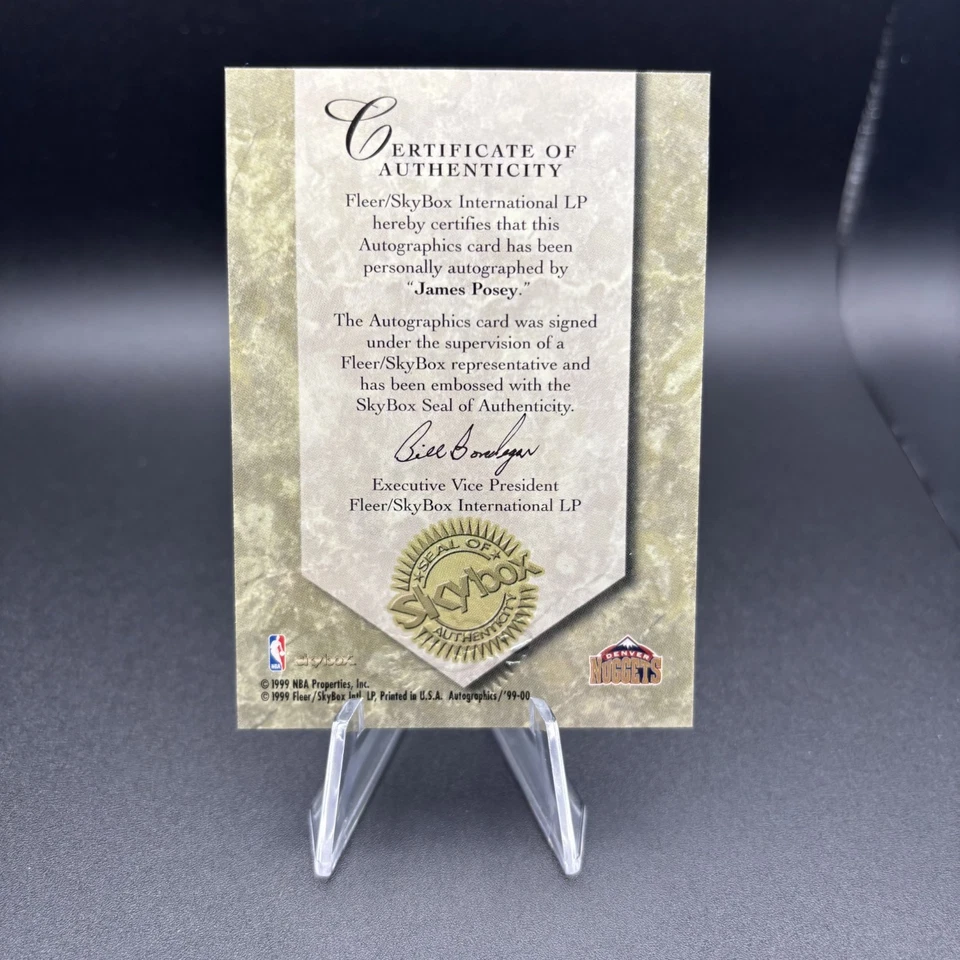 CERTIFICATE OF
AUTHENTICITY
Fleer/SkyBox International LP
hereby certifies that this
Autographics card has been
personally autographed by
“James Posey.”
The Autographics card was signed
under the supervision of a
Fleer/SkyBox representative and
has been embossed with the
SkyBox Seal of Authenticity.
Executive Vice President
Fleer/SkyBox International LP
SEAL OF
Skybox
AUTHENTICITY
NBA
skybox
DENVER
NUGGETS
© 1999 NBA Properties, Inc.
© 1999 Fleer/SkyBox Intl. LP, Printed in U.S.A. Autographics/'99-00